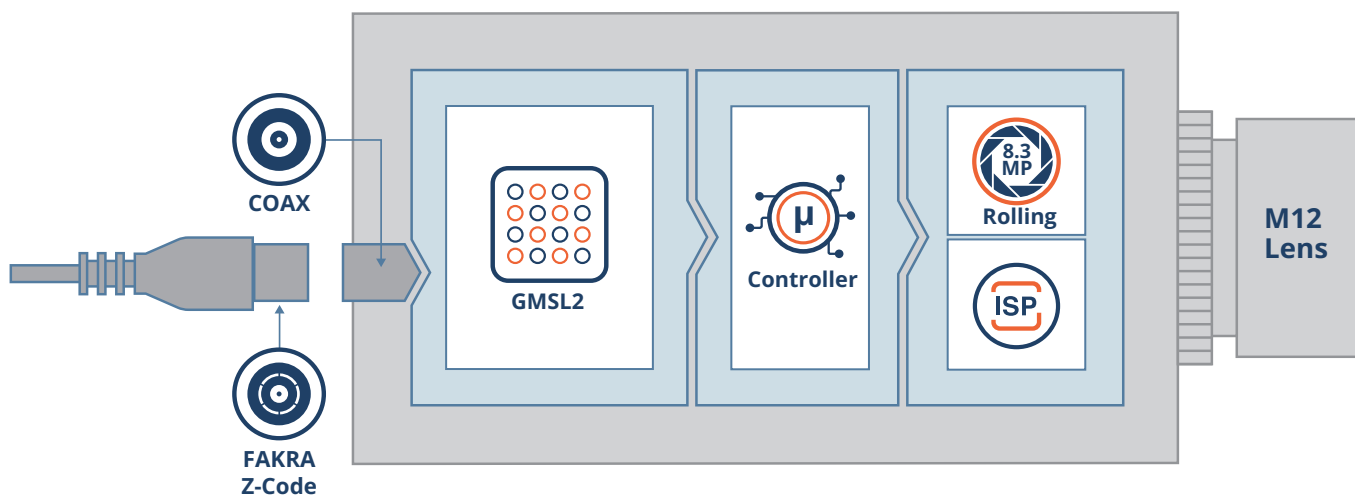 COAX
FAKRA
Z-Code
GMSL2
µ
Controller
8.3
MP
Rolling
ISP
M12
Lens